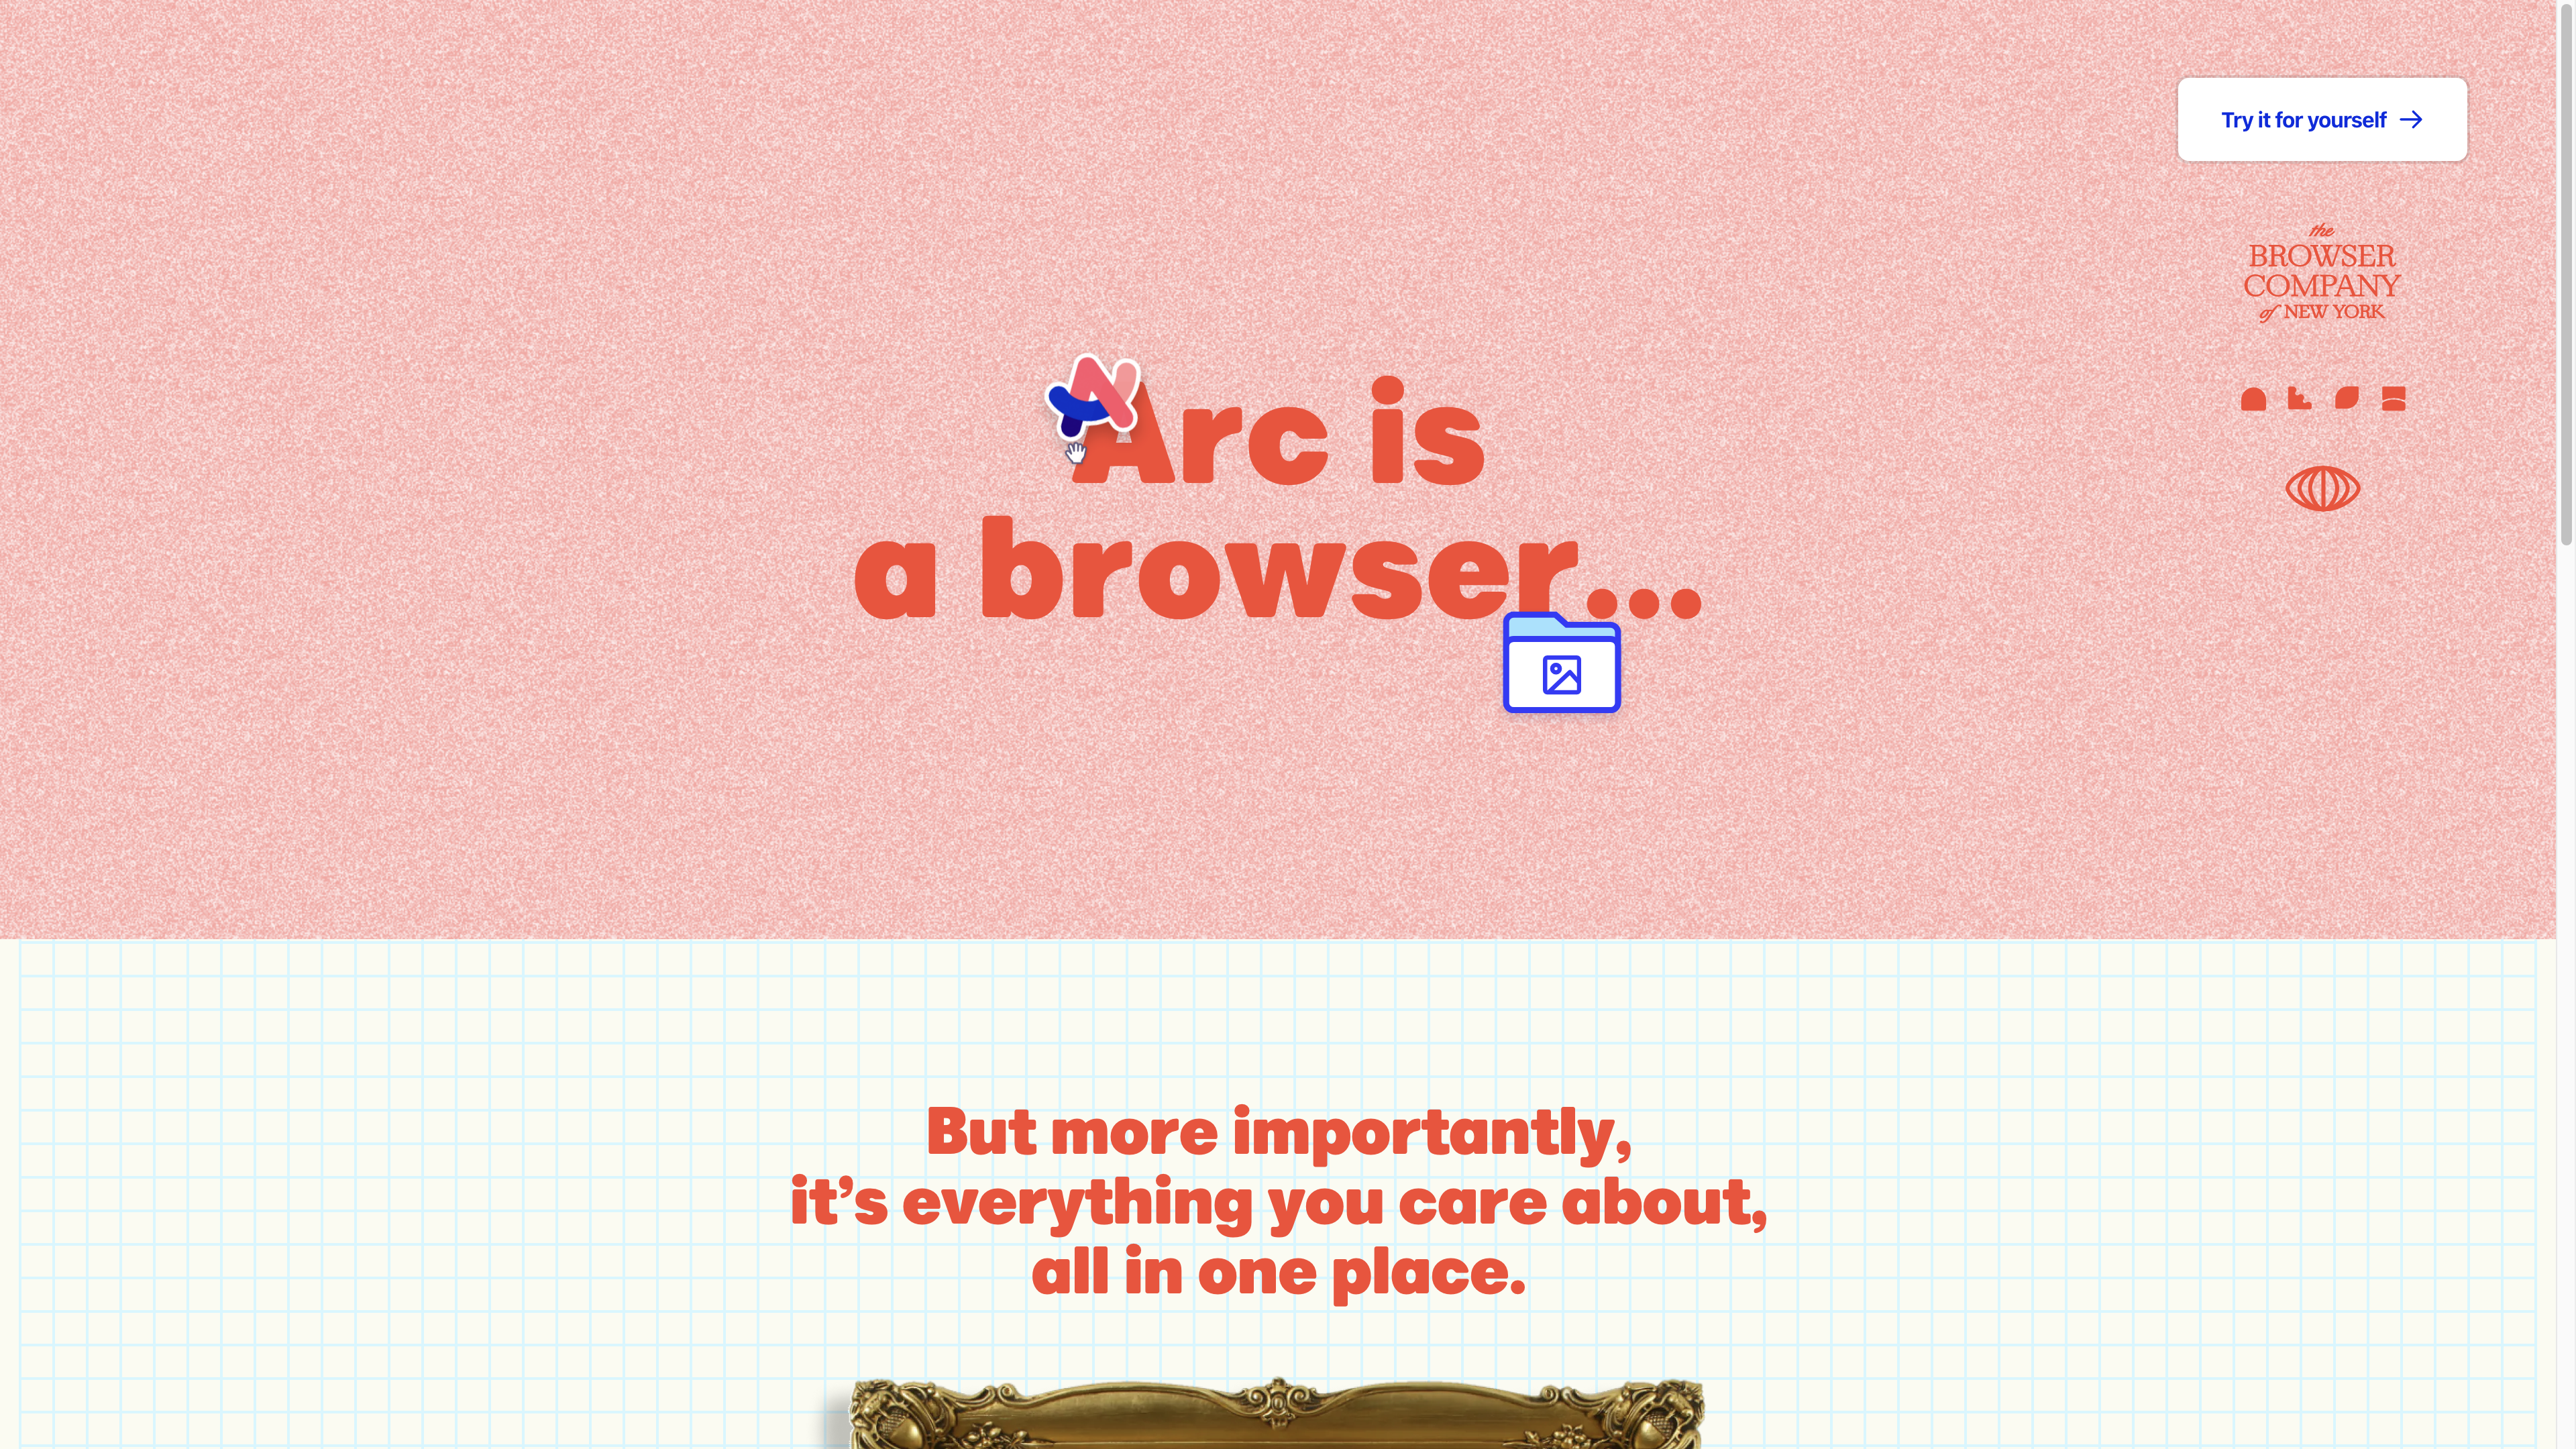 Try it for yourself
the
BROWSER
COMPANY
of NEW YORK
Arc is
a browser...
But more importantly,
it’s everything you care about,
all in one place.